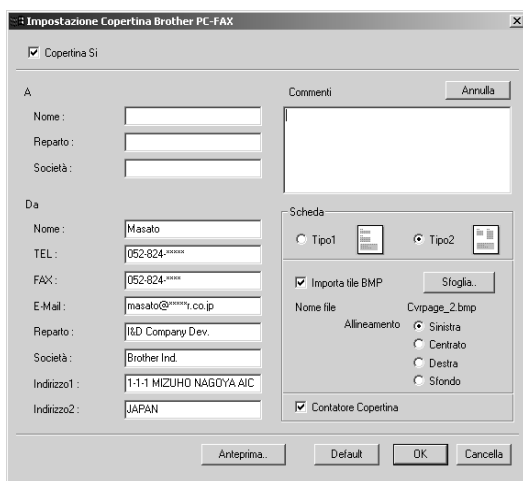 Impostazione Copertina Brother PC-FAX
Copertina Si
A
Nome :
Reparto :
Società :
Da
Nome : Masato
TEL : 052-824-*****
FAX : 052-824-****
E-Mail : masato@*****r.co.jp
Reparto : I&D Company Dev.
Società : Brother Ind.
Indirizzo1 : 1-1-1 MIZUHO NAGOYA AIC
Indirizzo2 : JAPAN
Commenti Annulla
Scheda
Tipo1 Tipo2
Importa tile BMP Sfoglia..
Nome file Cvrpage_2.bmp
Allineamento Sinistra
Centrato
Destra
Sfondo
Contatore Copertina
Anteprima.. Default OK Cancella